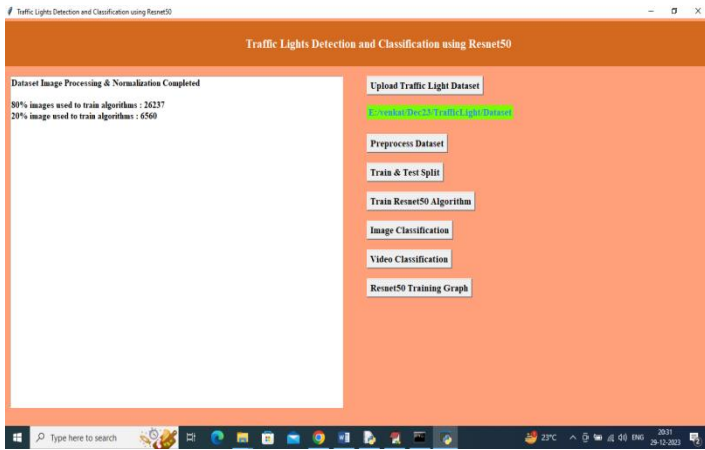 Traffic Lights Detection and Classification using Resnet50
Traffic Lights Detection and Classification using Resnet50
Dataset Image Processing & Normalization Completed
80% images used to train algorithms : 26237
20% image used to train algorithms : 6560
Upload Traffic Light Dataset
E:/venkat/Dec23/TrafficLight/Dataset
Preprocess Dataset
Train & Test Split
Train Resnet50 Algorithm
Image Classification
Video Classification
Resnet50 Training Graph
Type here to search
23°C
ENG
20:31
29-12-2023